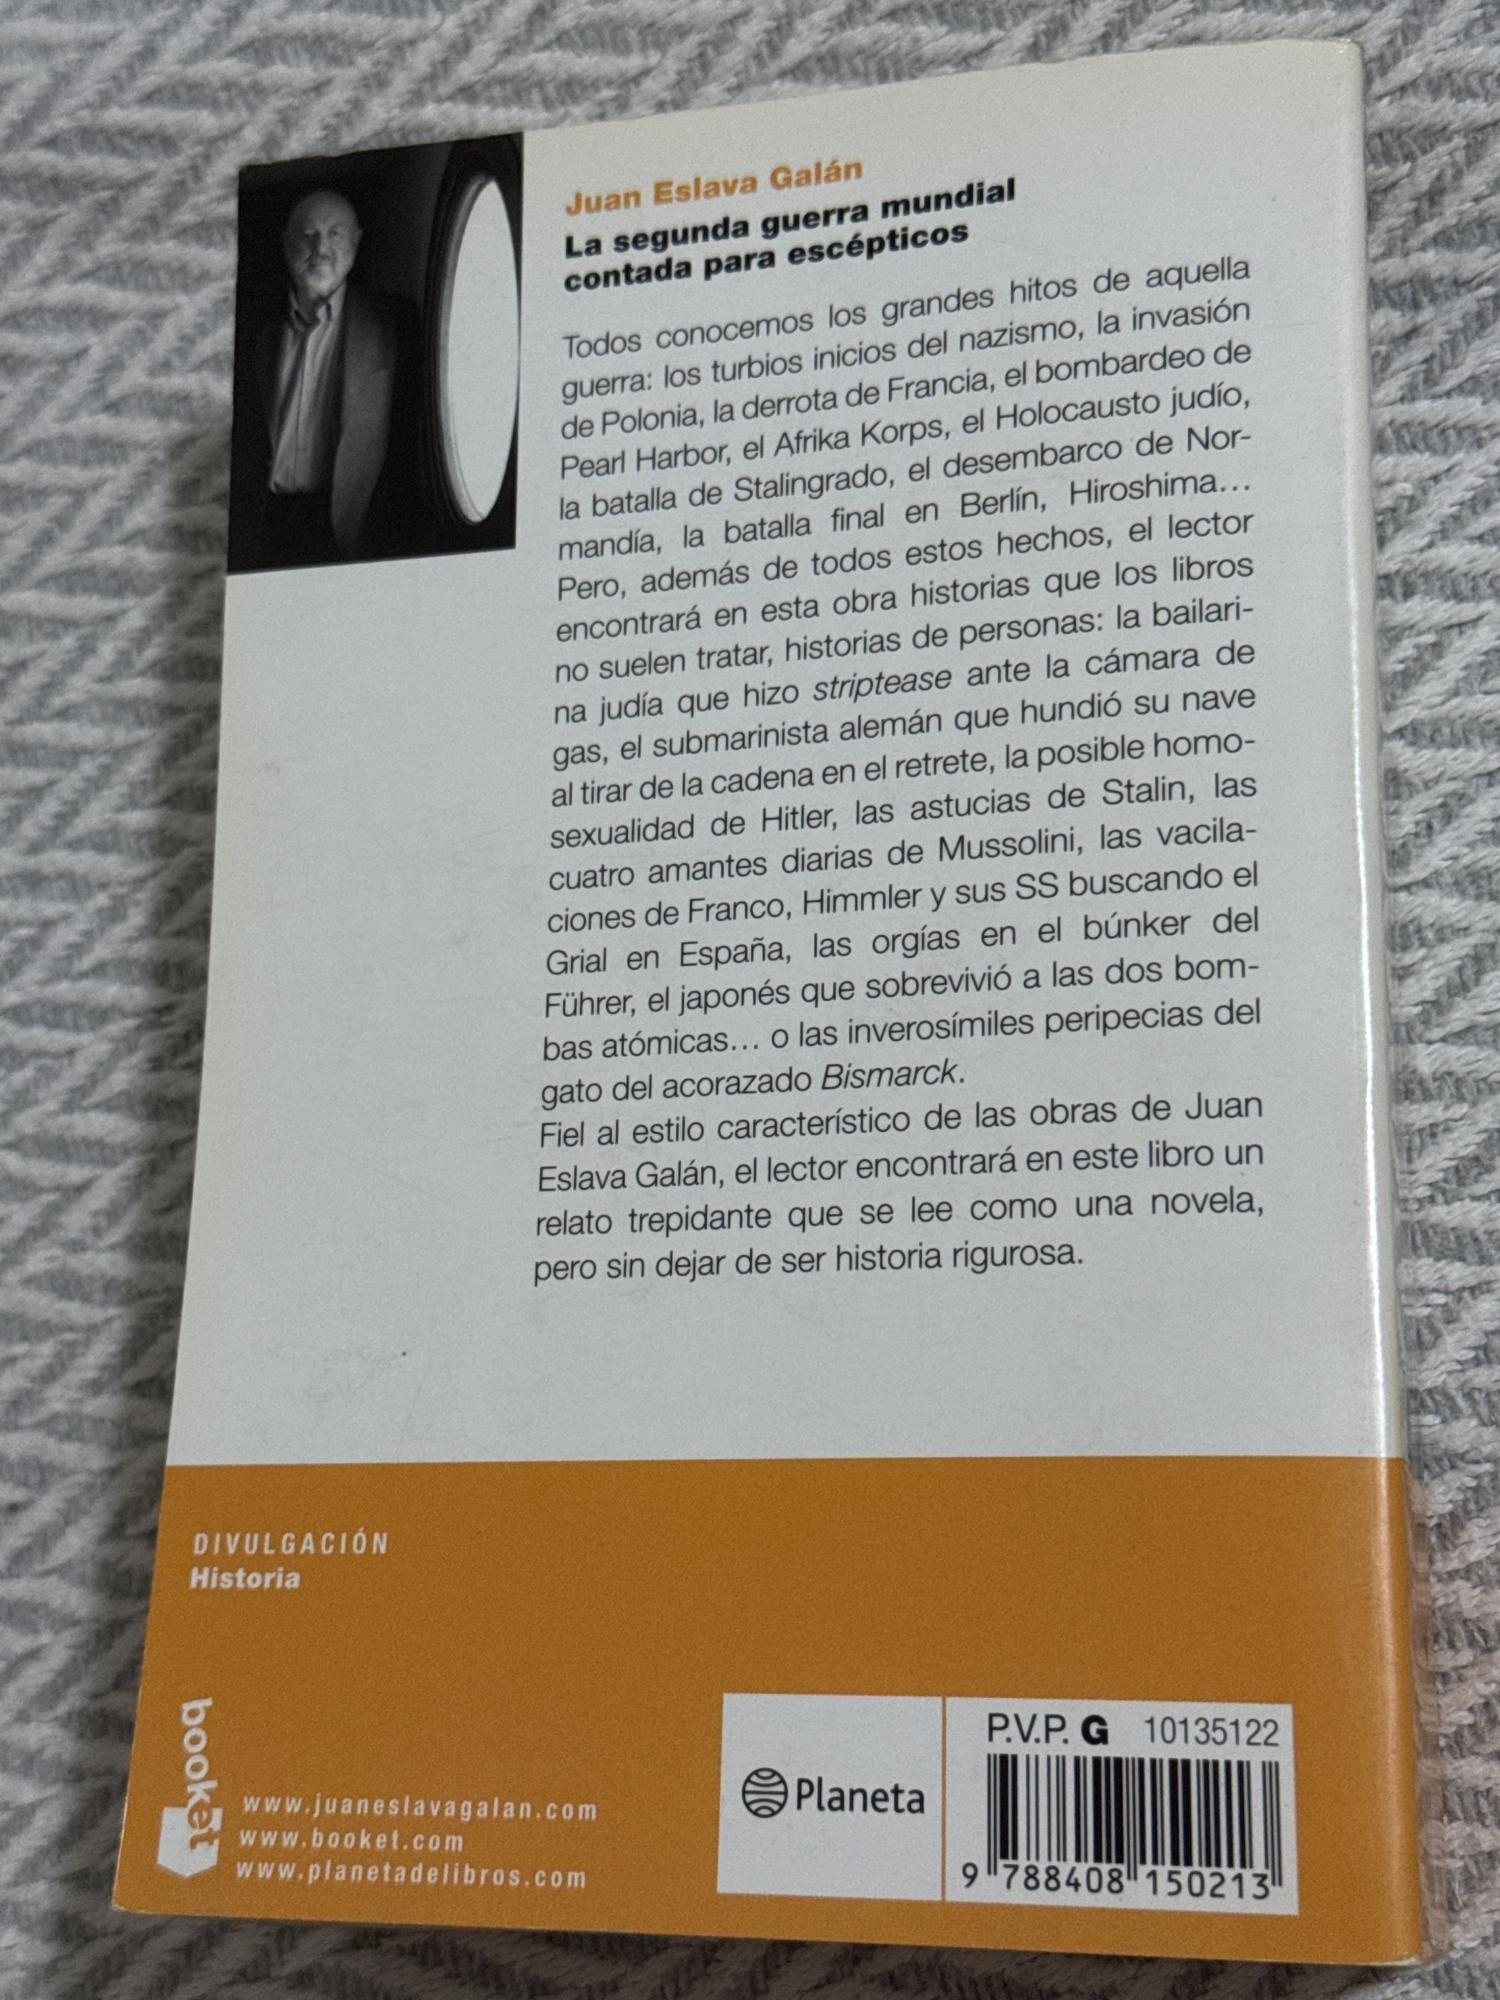 Juan Eslava Galán
La segunda guerra mundial
contada para escépticos
Todos conocemos los grandes hitos de aquella
guerra: los turbios inicios del nazismo, la invasión
de Polonia, la derrota de Francia, el bombardeo de
Pearl Harbor, el Afrika Korps, el Holocausto judío,
la batalla de Stalingrado, el desembarco de Nor-
mandía, la batalla final en Berlín, Hiroshima...
Pero, además de todos estos hechos, el lector
encontrará en esta obra historias que los libros
no suelen tratar, historias de personas: la bailari-
na judía que hizo striptease ante la cámara de
gas, el submarinista alemán que hundió su nave
al tirar de la cadena en el retrete, la posible homo-
sexualidad de Hitler, las astucias de Stalin, las
cuatro amantes diarias de Mussolini, las vacila-
ciones de Franco, Himmler y sus SS buscando el
Grial en España, las orgías en el búnker del
Führer, el japonés que sobrevivió a las dos bom-
bas atómicas... o las inverosímiles peripecias del
gato del acorazado Bismarck.
Fiel al estilo característico de las obras de Juan
Eslava Galán, el lector encontrará en este libro un
relato trepidante que se lee como una novela,
pero sin dejar de ser historia rigurosa.
DIVULGACIÓN
Historia
booket
www.juaneslavagalan.com
www.booket.com
www.planetadelibros.com
Planeta
P.V.P. G 10135122
9 788408 150213